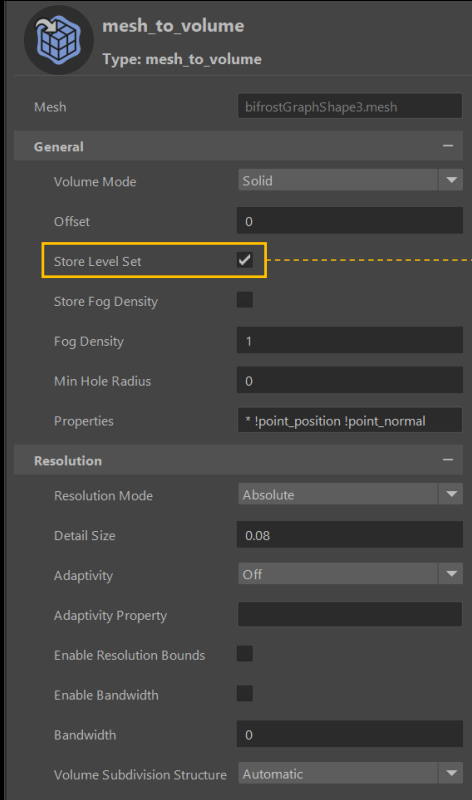 mesh_to_volume
Type: mesh_to_volume
Mesh bifrostGraphShape3.mesh
General
Volume Mode Solid
Offset 0
Store Level Set
Store Fog Density
Fog Density 1
Min Hole Radius 0
Properties * !point_position !point_normal
Resolution
Resolution Mode Absolute
Detail Size 0.08
Adaptivity Off
Adaptivity Property
Enable Resolution Bounds
Enable Bandwidth
Bandwidth 0
Volume Subdivision Structure Automatic